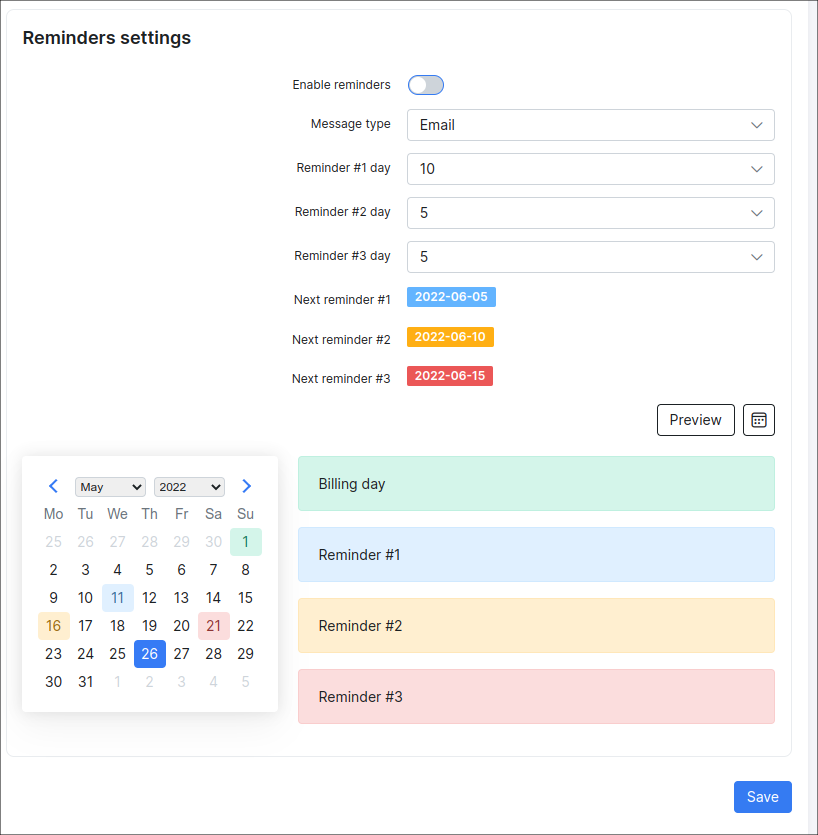 Reminders settings
Enable reminders
Message type Email
Reminder #1 day 10
Reminder #2 day 5
Reminder #3 day 5
Next reminder #1 2022-06-05
Next reminder #2 2022-06-10
Next reminder #3 2022-06-15
Preview
May 2022
Mo Tu We Th Fr Sa Su
25 26 27 28 29 30 1
2 3 4 5 6 7 8
9 10 11 12 13 14 15
16 17 18 19 20 21 22
23 24 25 26 27 28 29
30 31 1 2 3 4 5
Billing day
Reminder #1
Reminder #2
Reminder #3
Save